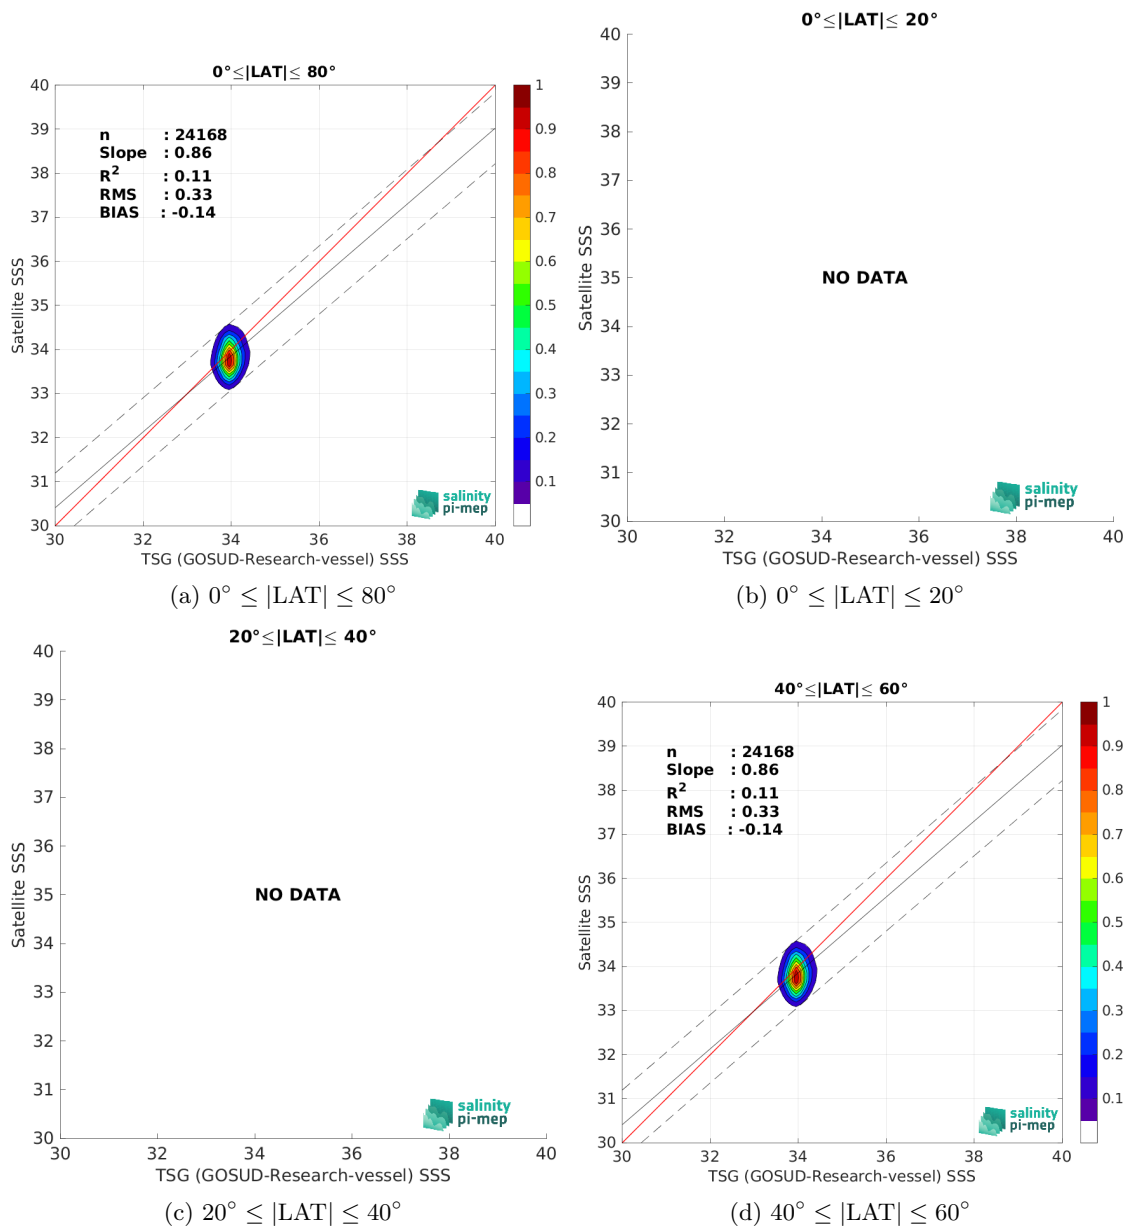 0°≤|LAT|≤ 80°
n : 24168
Slope : 0.86
R² : 0.11
RMS : 0.33
BIAS : -0.14
Satellite SSS
40
39
38
37
36
35
34
33
32
31
30
30 32 34 36 38 40
TSG (GOSUD-Research-vessel) SSS
1
0.9
0.8
0.7
0.6
0.5
0.4
0.3
0.2
0.1
salinity
pi-mep
(a) 0° ≤ |LAT| ≤ 80°
0°≤|LAT|≤ 20°
Satellite SSS
40
39
38
37
36
35
34
33
32
31
30
NO DATA
30 32 34 36 38 40
TSG (GOSUD-Research-vessel) SSS
salinity
pi-mep
(b) 0° ≤ |LAT| ≤ 20°
20°≤|LAT|≤ 40°
Satellite SSS
40
39
38
37
36
35
34
33
32
31
30
NO DATA
30 32 34 36 38 40
TSG (GOSUD-Research-vessel) SSS
salinity
pi-mep
(c) 20° ≤ |LAT| ≤ 40°
40°≤|LAT|≤ 60°
n : 24168
Slope : 0.86
R² : 0.11
RMS : 0.33
BIAS : -0.14
Satellite SSS
40
39
38
37
36
35
34
33
32
31
30
30 32 34 36 38 40
TSG (GOSUD-Research-vessel) SSS
1
0.9
0.8
0.7
0.6
0.5
0.4
0.3
0.2
0.1
salinity
pi-mep
(d) 40° ≤ |LAT| ≤ 60°